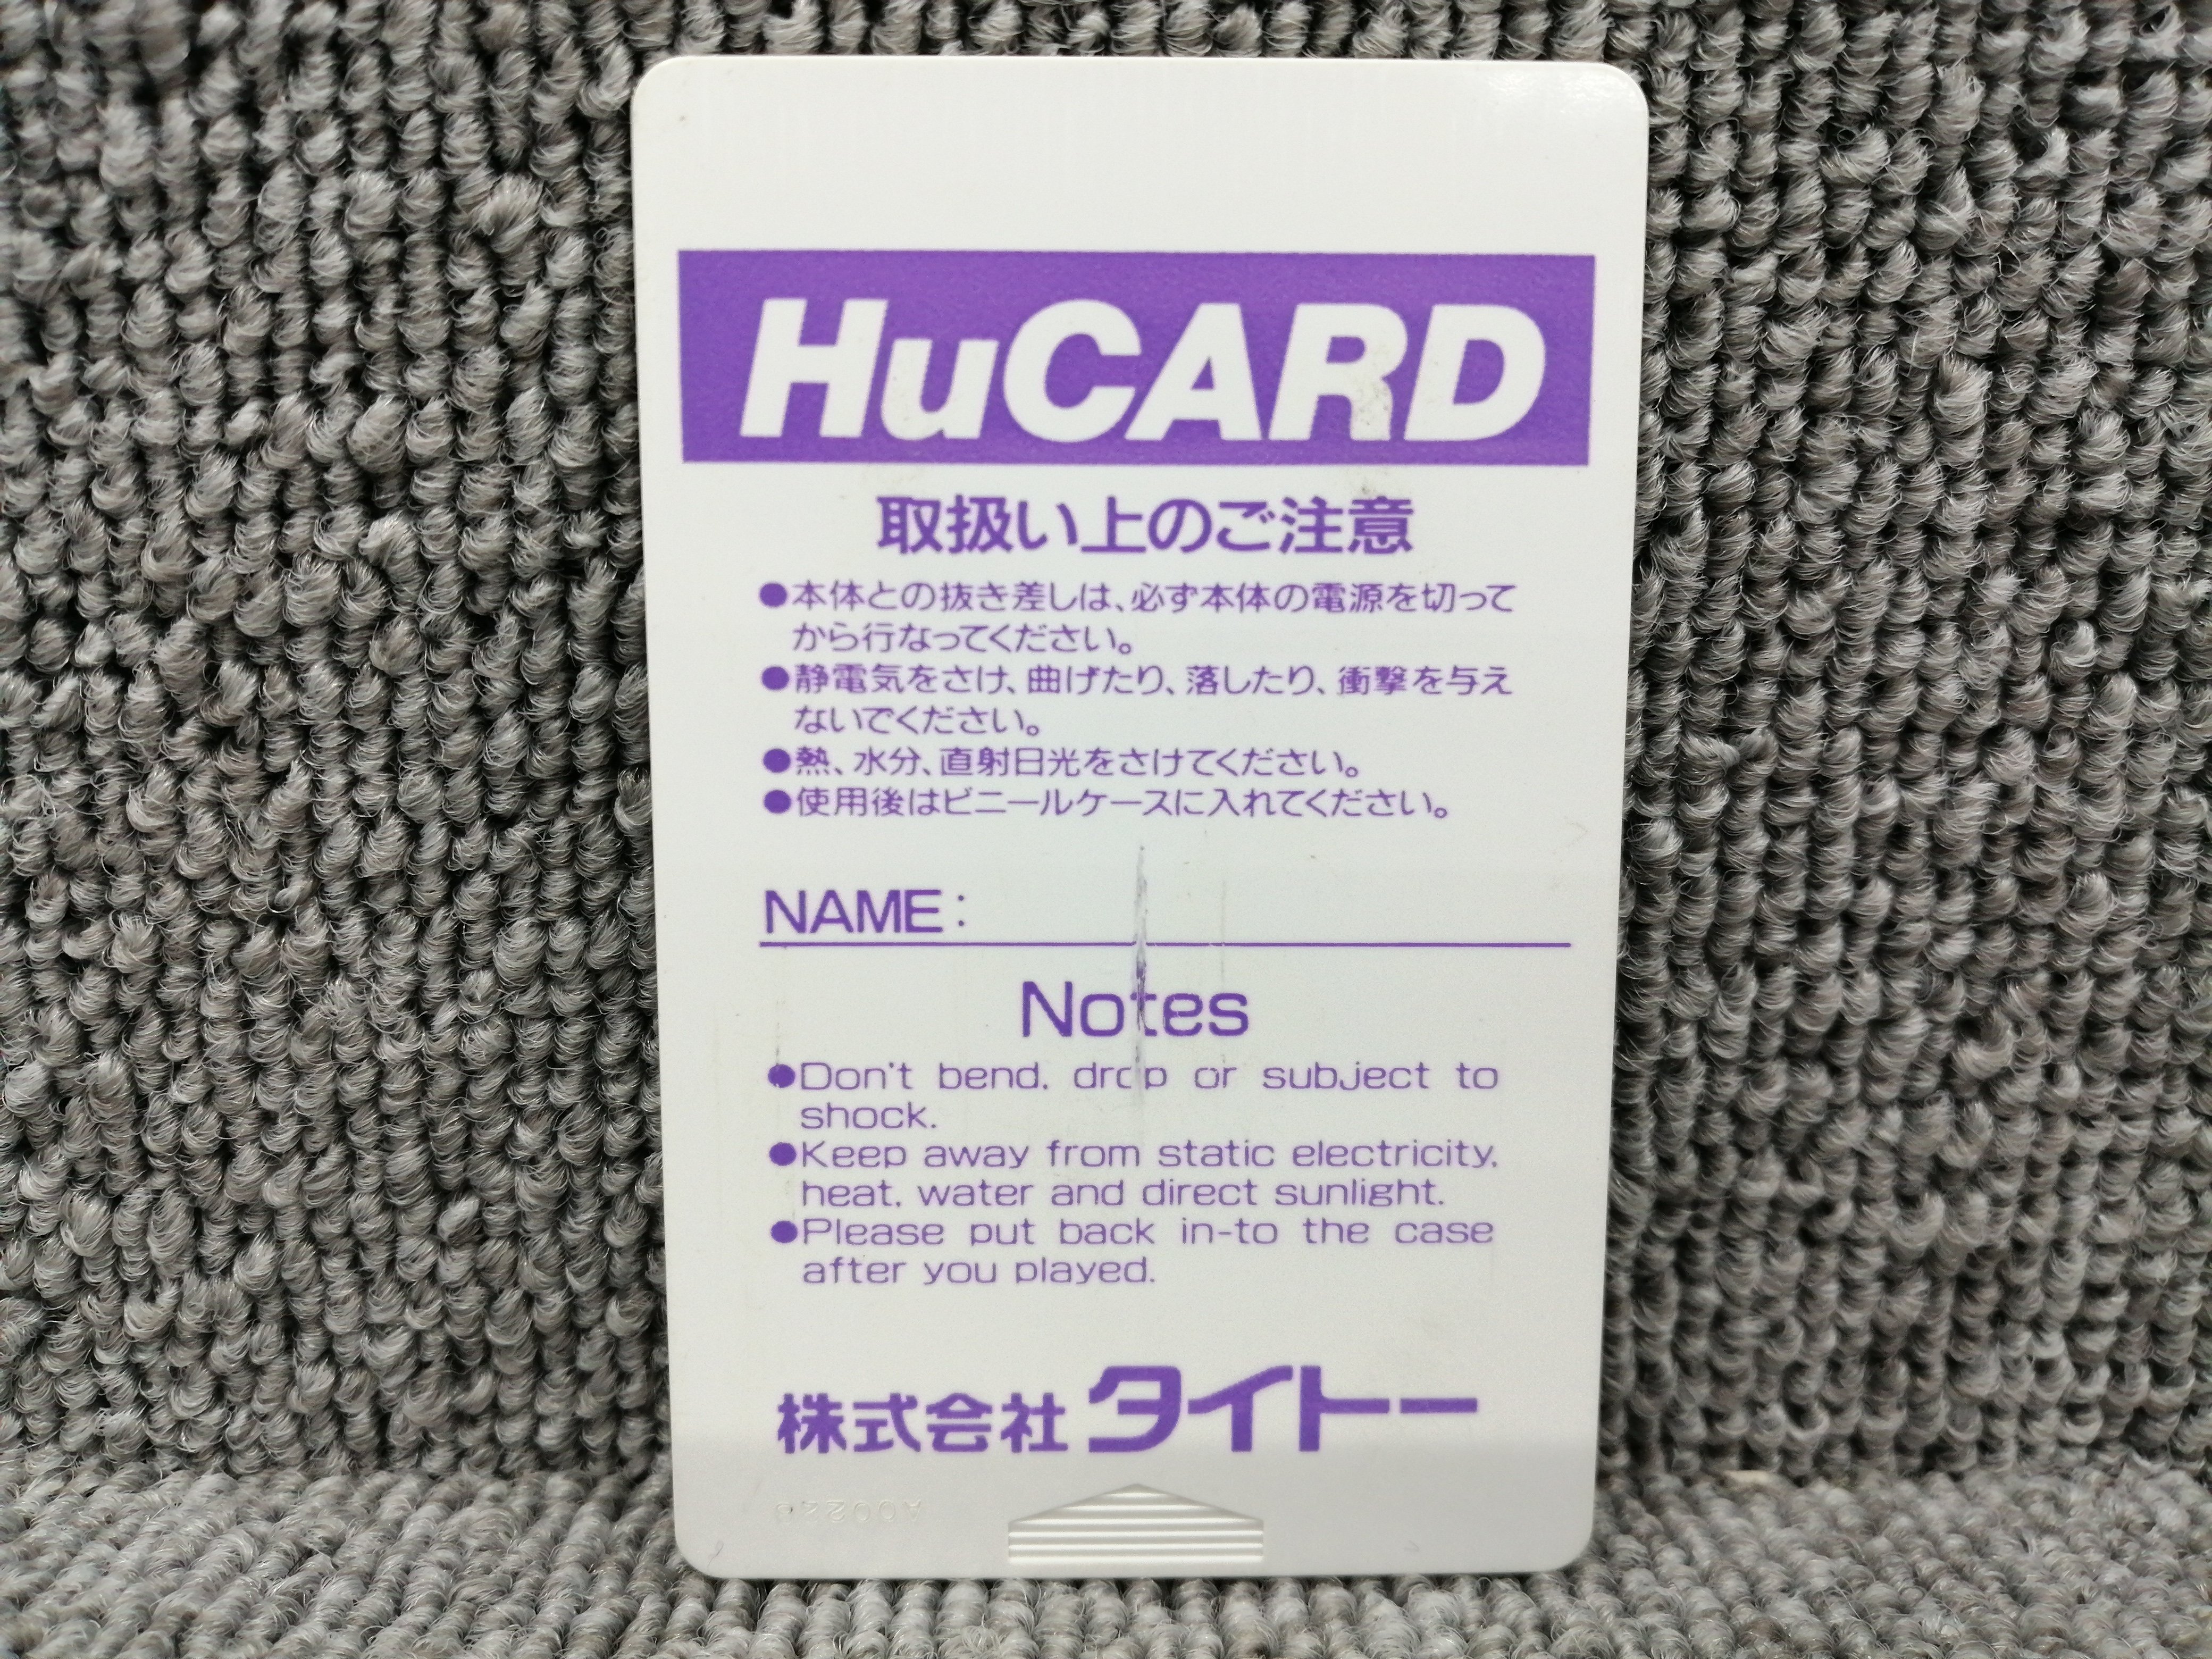 HuCARD
取扱い上のご注意
●本体との抜き差しは、必ず本体の電源を切って
から行なってください。
●静電気をさけ、曲げたり、落したり、衝撃を与え
ないでください。
●熱、水分、直射日光をさけてください。
●使用後はビニールケースに入れてください。
NAME:
Notes
●Don't bend, drop or subject to
shock.
●Keep away from static electricity,
heat, water and direct sunlight.
●Please put back in-to the case
after you played.
株式会社タイトー